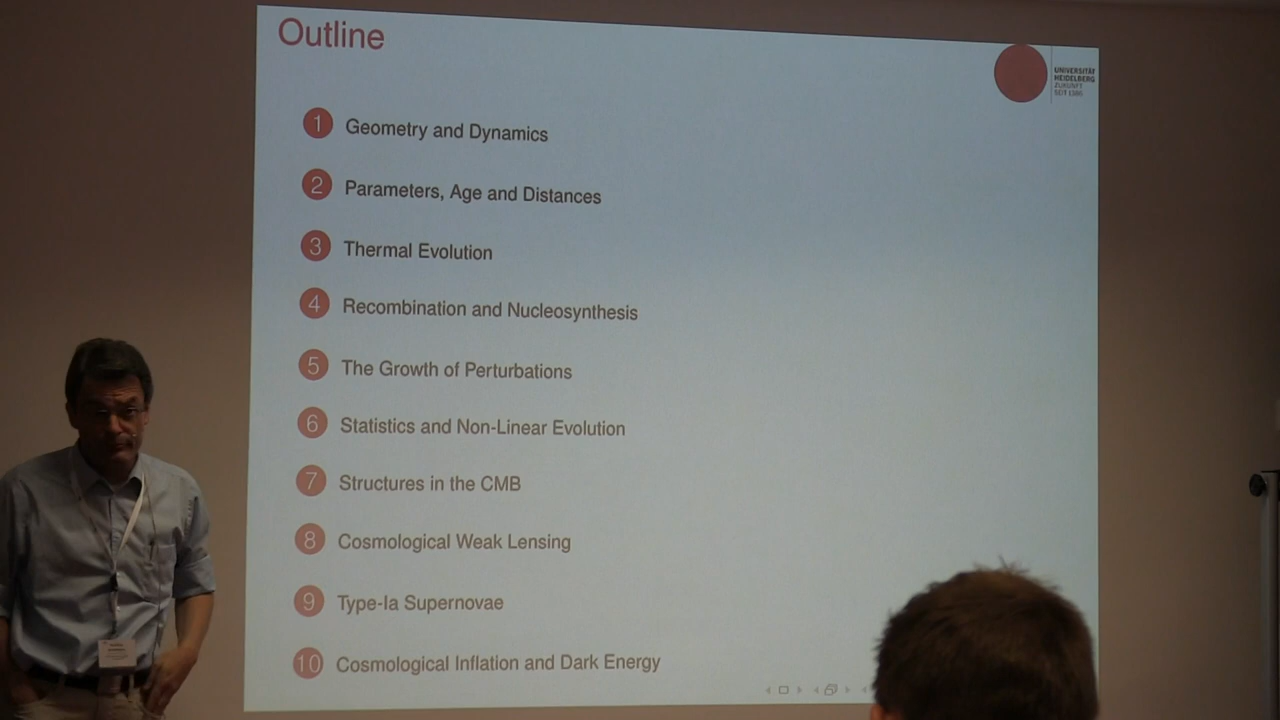 Outline
UNIVERSITÄT
HEIDELBERG
ZUKUNFT
SEIT 1386
1 Geometry and Dynamics
2 Parameters, Age and Distances
3 Thermal Evolution
4 Recombination and Nucleosynthesis
5 The Growth of Perturbations
6 Statistics and Non-Linear Evolution
7 Structures in the CMB
8 Cosmological Weak Lensing
9 Type-Ia Supernovae
10 Cosmological Inflation and Dark Energy